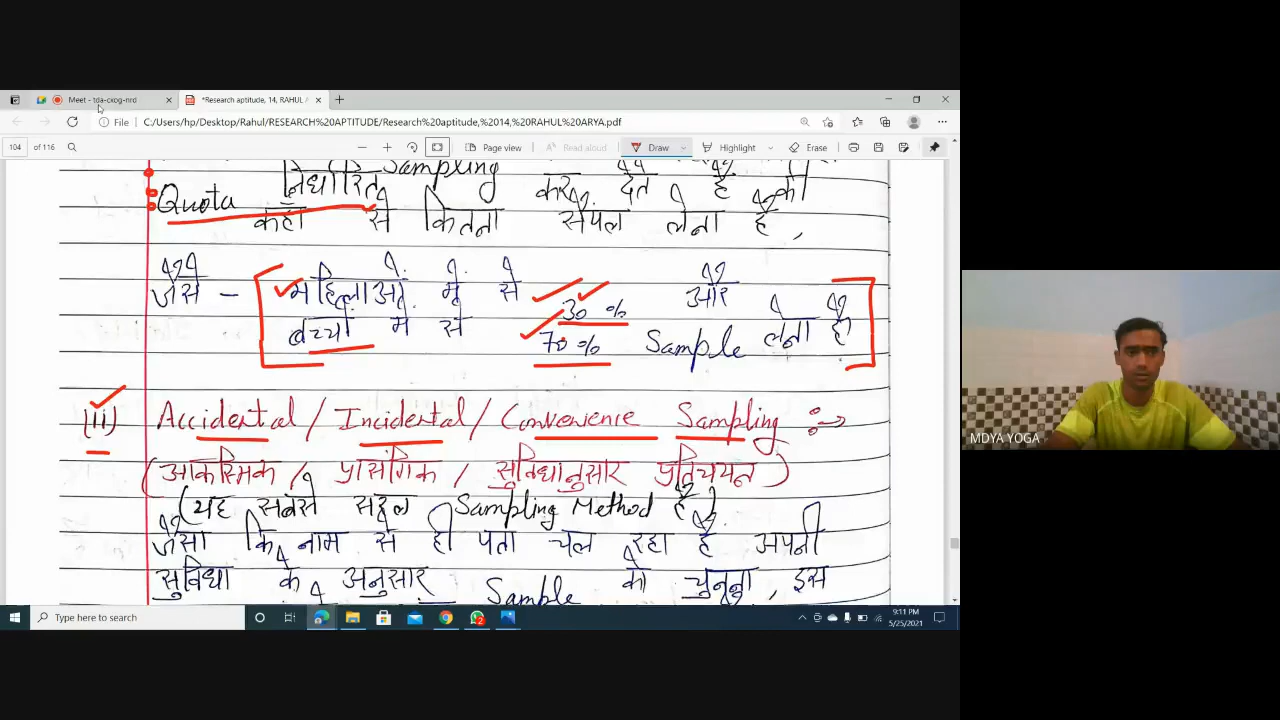 Meet - tda-cxog-nrd
*Research aptitude, 14, RAHUL
File C:/Users/hp/Desktop/Rahul/RESEARCH%20APTITUDE/Research%20aptitude,%2014,%20RAHUL%20ARYA.pdf
104 of 116 Page view Read aloud Draw Highlight Erase
निर्धारित Sampling कर देते हैं की
Quota कहाँ से कितना सैंपल लेना है,
जैसे - महिलाओं में से 30 % और
बच्चों में से 70 % Sample लेना है।
(ii) Accidental / Incidental / Convenience Sampling :→
(आकस्मिक / प्रासंगिक / सुविधानुसार प्रतिचयन)
(यह सबसे सरल Sampling Method है)
जैसा कि नाम से ही पता चल रहा है अपनी
सुविधा के अनुसार Sample को चुनना, इस
MDYA YOGA
Type here to search
2
9:11 PM
5/25/2021